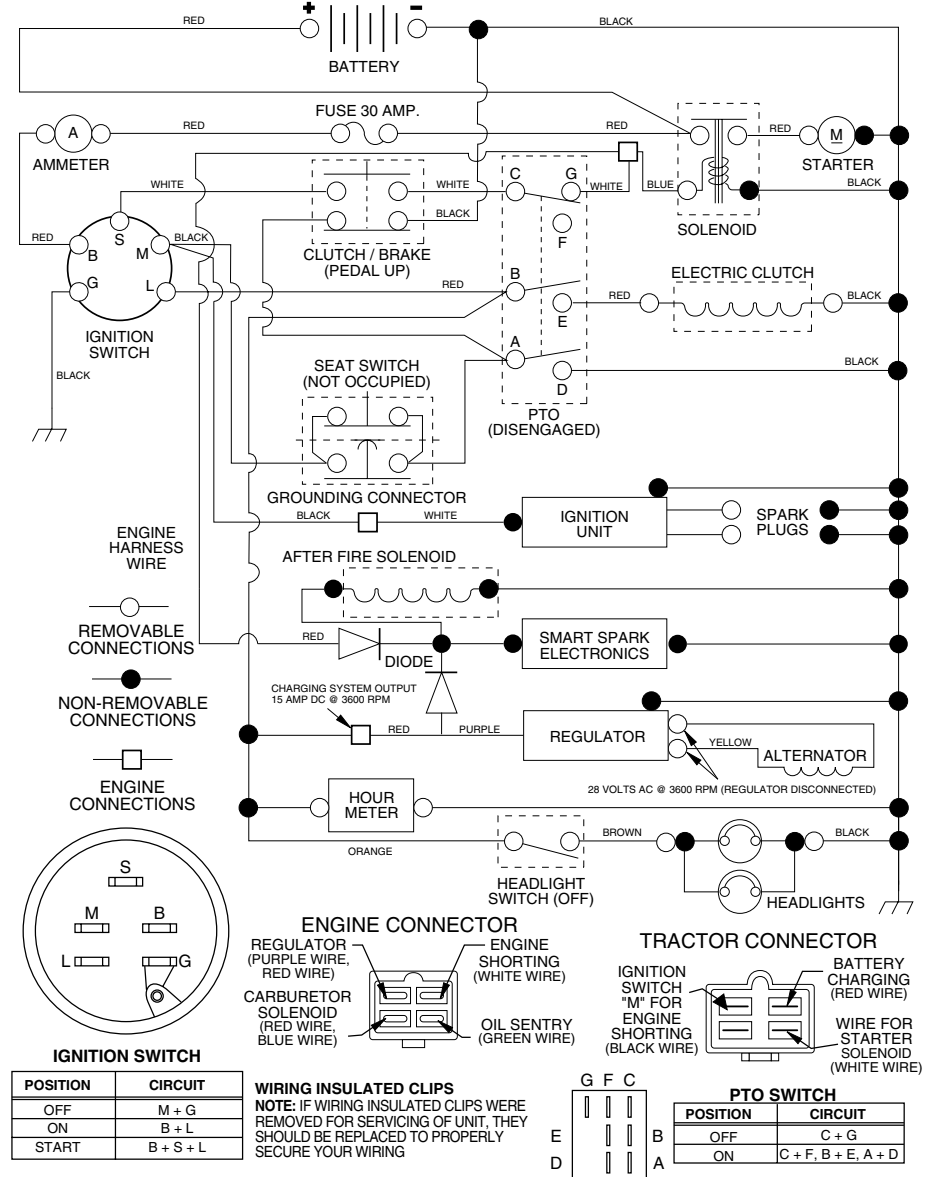 + -
RED
BLACK
BATTERY
FUSE 30 AMP.
RED
RED
RED
A
M
AMMETER
STARTER
WHITE
WHITE
C
G
WHITE
BLUE
BLACK
BLACK
F
SOLENOID
S
RED
B
M
BLACK
CLUTCH / BRAKE
(PEDAL UP)
G
L
RED
B
ELECTRIC CLUTCH
RED
BLACK
E
IGNITION
SWITCH
A
SEAT SWITCH
(NOT OCCUPIED)
BLACK
BLACK
D
PTO
(DISENGAGED)
GROUNDING CONNECTOR
BLACK
WHITE
IGNITION
UNIT
SPARK
PLUGS
ENGINE
HARNESS
WIRE
AFTER FIRE SOLENOID
REMOVABLE
CONNECTIONS
RED
DIODE
SMART SPARK
ELECTRONICS
NON-REMOVABLE
CONNECTIONS
CHARGING SYSTEM OUTPUT
15 AMP DC @ 3600 RPM
RED
PURPLE
REGULATOR
YELLOW
ALTERNATOR
28 VOLTS AC @ 3600 RPM (REGULATOR DISCONNECTED)
ENGINE
CONNECTIONS
HOUR
METER
ORANGE
BROWN
BLACK
HEADLIGHT
SWITCH (OFF)
HEADLIGHTS
S
M
B
L
G
ENGINE CONNECTOR
REGULATOR
(PURPLE WIRE,
RED WIRE)
ENGINE
SHORTING
(WHITE WIRE)
CARBURETOR
SOLENOID
(RED WIRE,
BLUE WIRE)
OIL SENTRY
(GREEN WIRE)
TRACTOR CONNECTOR
IGNITION
SWITCH
"M" FOR
ENGINE
SHORTING
(BLACK WIRE)
BATTERY
CHARGING
(RED WIRE)
WIRE FOR
STARTER
SOLENOID
(WHITE WIRE)
IGNITION SWITCH
POSITION CIRCUIT
OFF M + G
ON B + L
START B + S + L
WIRING INSULATED CLIPS
NOTE: IF WIRING INSULATED CLIPS WERE
REMOVED FOR SERVICING OF UNIT, THEY
SHOULD BE REPLACED TO PROPERLY
SECURE YOUR WIRING
G F C
E B
D A
PTO SWITCH
POSITION CIRCUIT
OFF C + G
ON C + F, B + E, A + D